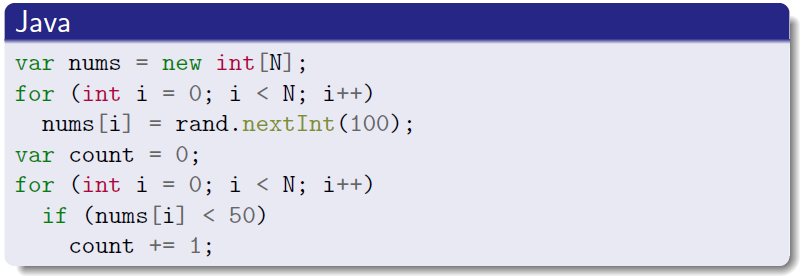 Java
var nums = new int[N];
for (int i = 0; i < N; i++)
  nums[i] = rand.nextInt(100);
var count = 0;
for (int i = 0; i < N; i++)
  if (nums[i] < 50)
    count += 1;